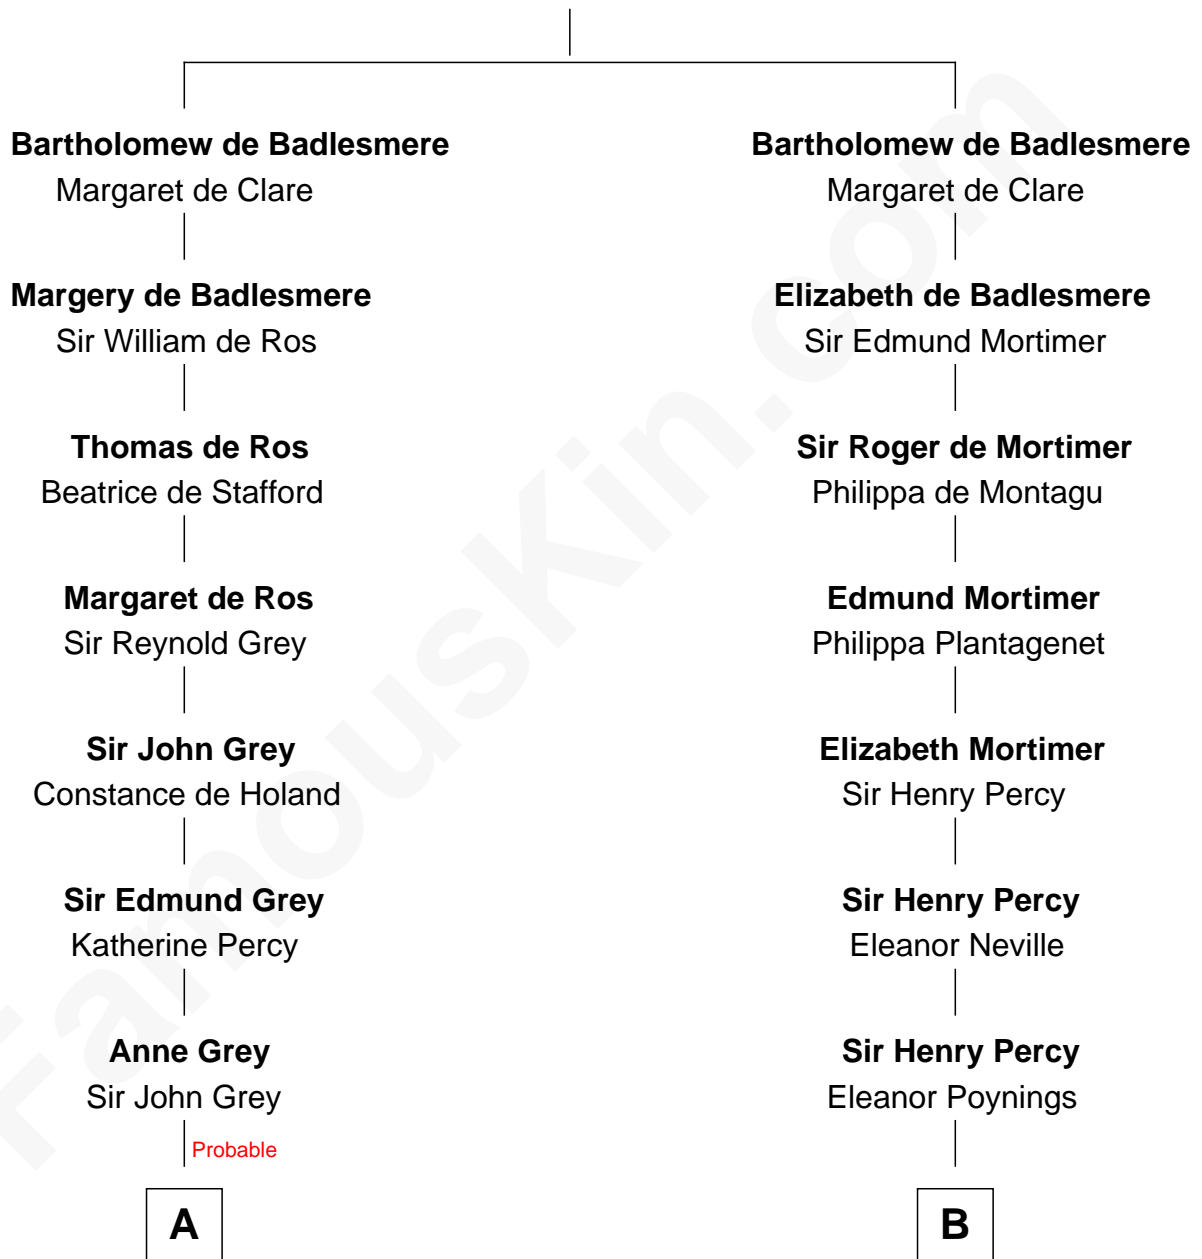 Bartholomew de Badlesmere
Margaret de Clare
Margery de Badlesmere
Sir William de Ros
Thomas de Ros
Beatrice de Stafford
Margaret de Ros
Sir Reynold Grey
Sir John Grey
Constance de Holand
Sir Edmund Grey
Katherine Percy
Anne Grey
Sir John Grey
Probable
A
Bartholomew de Badlesmere
Margaret de Clare
Elizabeth de Badlesmere
Sir Edmund Mortimer
Sir Roger de Mortimer
Philippa de Montagu
Edmund Mortimer
Philippa Plantagenet
Elizabeth Mortimer
Sir Henry Percy
Sir Henry Percy
Eleanor Neville
Sir Henry Percy
Eleanor Poynings
B
FamousKin.com